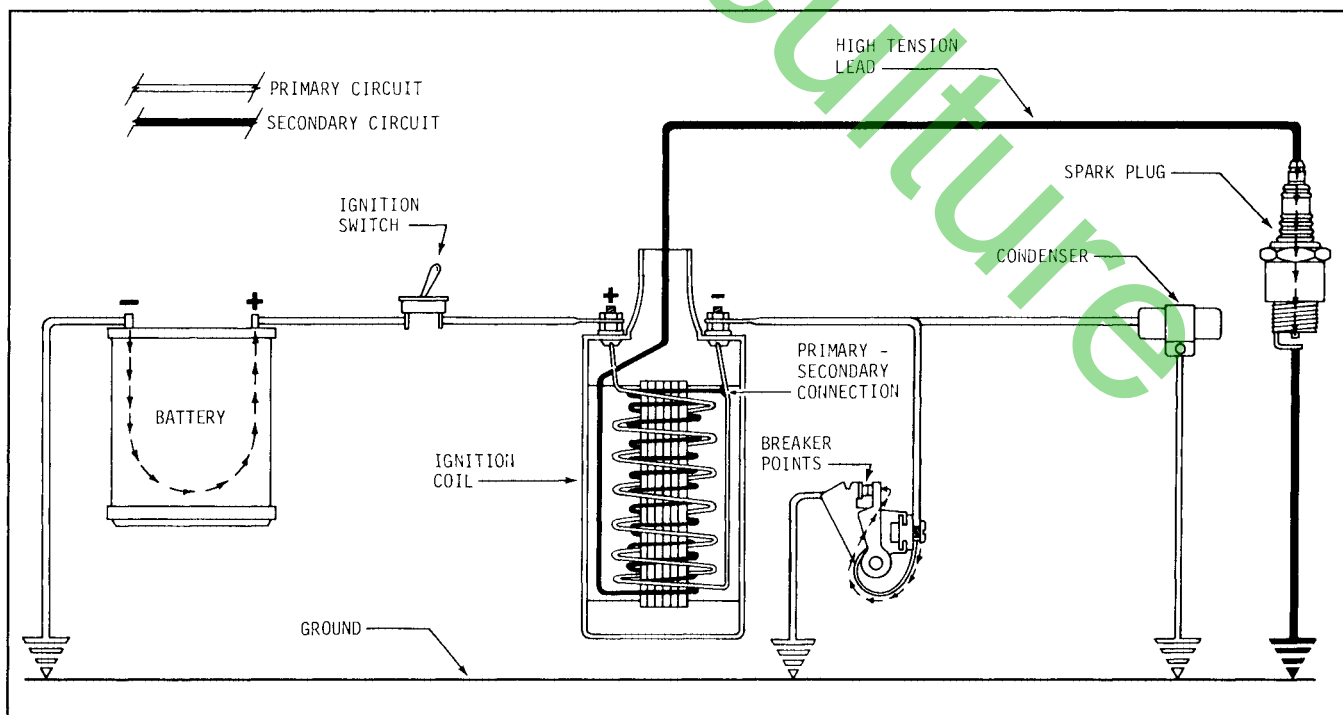 HIGH TENSION
LEAD
PRIMARY CIRCUIT
SECONDARY CIRCUIT
SPARK PLUG
IGNITION
SWITCH
CONDENSER
- +
+ -
PRIMARY -
SECONDARY
CONNECTION
BATTERY
BREAKER
POINTS
IGNITION
COIL
GROUND
culture